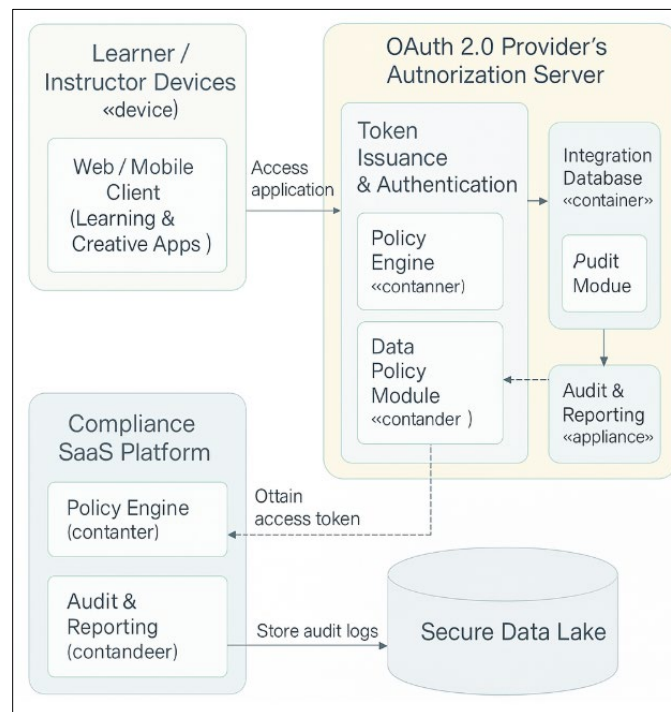 Learner /
Instructor Devices
«device)
Web / Mobile
Client
(Learning &
Creative Apps )
Access
application
OAuth 2.0 Provider's
Autnorization Server
Token
Issuance
& Authentication
Policy
Engine
«contanner)
Data
Policy
Module
«contander )
Integration
Database
«container»
Pudit
Modue
Audit &
Reporting
«appliance»
Compliance
SaaS Platform
Policy Engine
(contanter)
Audit &
Reporting
(contandeer)
Ottain
access token
Store audit logs
Secure Data Lake